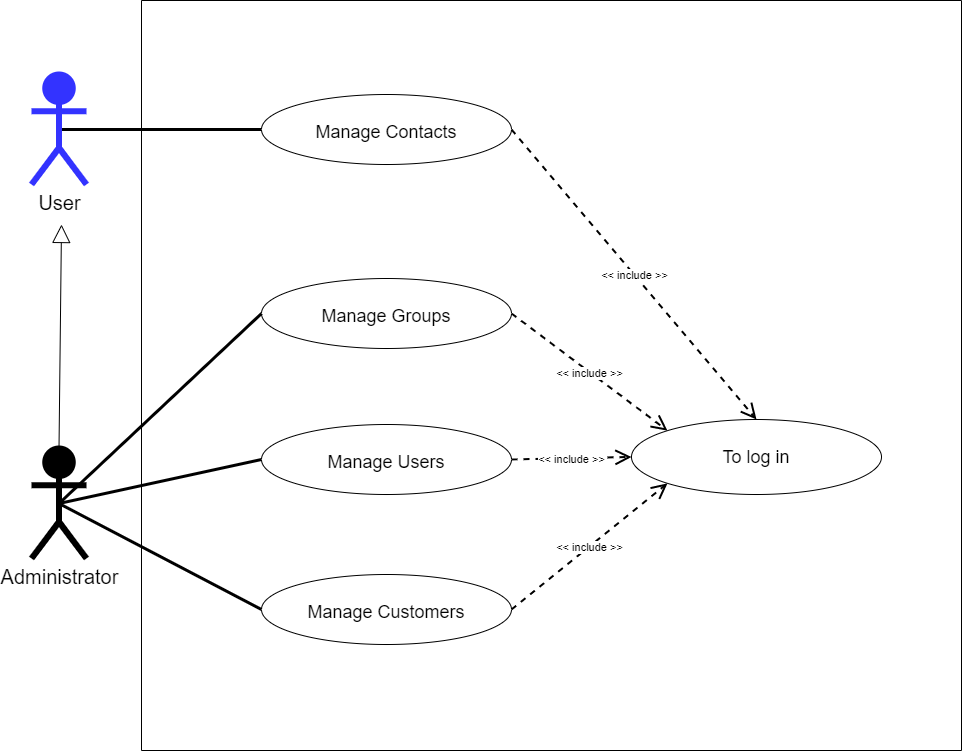 Manage Contacts
User
<< include >>
Manage Groups
<< include >>
Manage Users
<< include >>
To log in
<< include >>
Administrator
Manage Customers